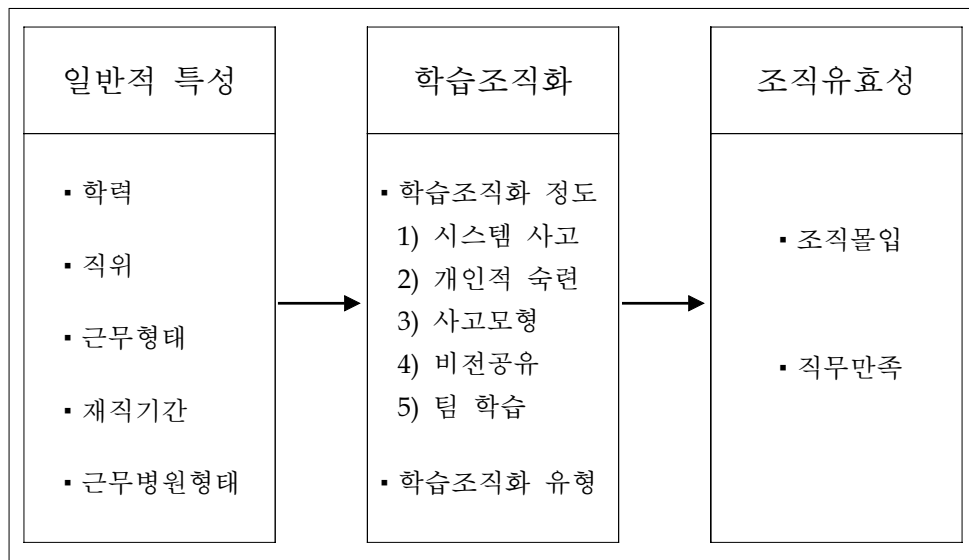 일반적 특성
▪ 학력
▪ 직위
▪ 근무형태
▪ 재직기간
▪ 근무병원형태
학습조직화
▪ 학습조직화 정도
1) 시스템 사고
2) 개인적 숙련
3) 사고모형
4) 비전공유
5) 팀 학습
▪ 학습조직화 유형
조직유효성
▪ 조직몰입
▪ 직무만족